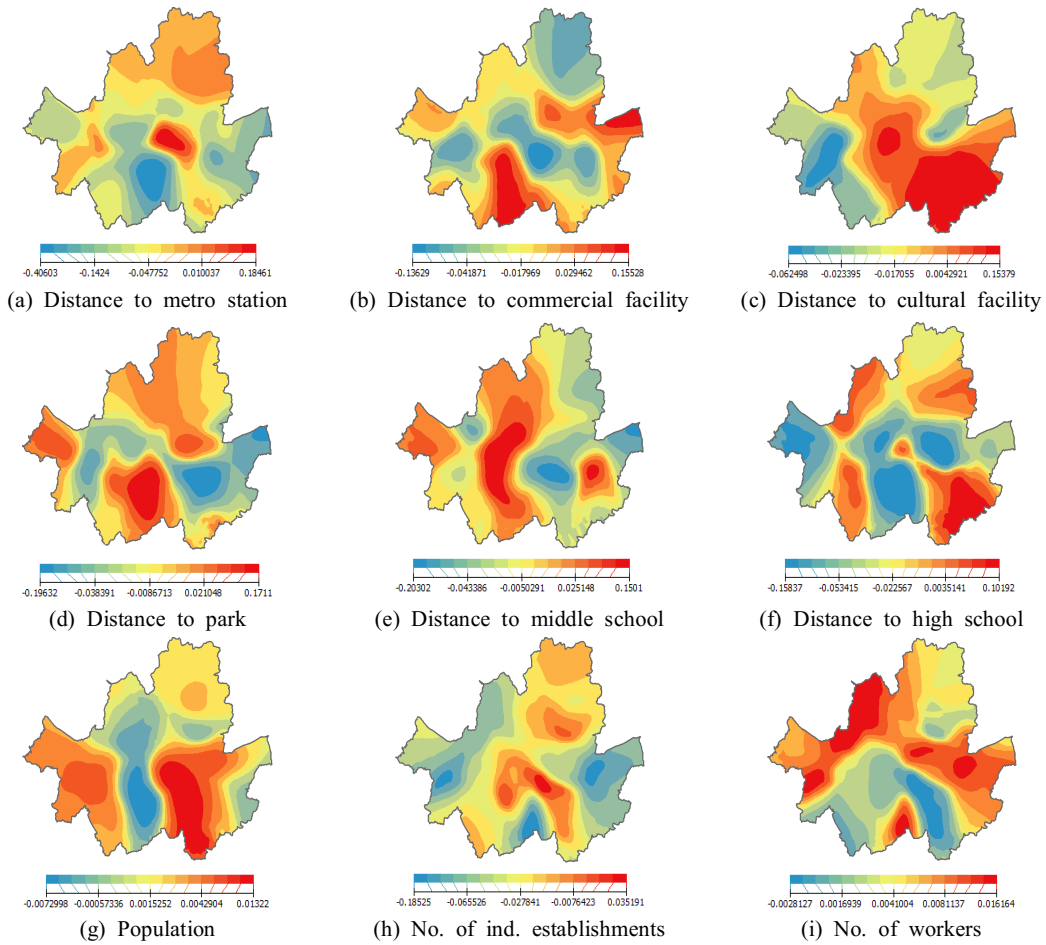 -0.40603 -0.1424 -0.047752 0.010037 0.18461
(a) Distance to metro station
-0.13629 -0.041871 -0.017969 0.029462 0.15528
(b) Distance to commercial facility
-0.062498 -0.023395 -0.017055 0.0042921 0.15379
(c) Distance to cultural facility
-0.19632 -0.038391 -0.0086713 0.021048 0.1711
(d) Distance to park
-0.20302 -0.043386 -0.0050291 0.025148 0.1501
(e) Distance to middle school
-0.15837 -0.053415 -0.022567 0.0035141 0.10192
(f) Distance to high school
-0.0072998 -0.00057336 0.0015252 0.0042904 0.01322
(g) Population
-0.18525 -0.065526 -0.027841 -0.0076423 0.035191
(h) No. of ind. establishments
-0.0028127 0.0016939 0.0041004 0.0081137 0.016164
(i) No. of workers